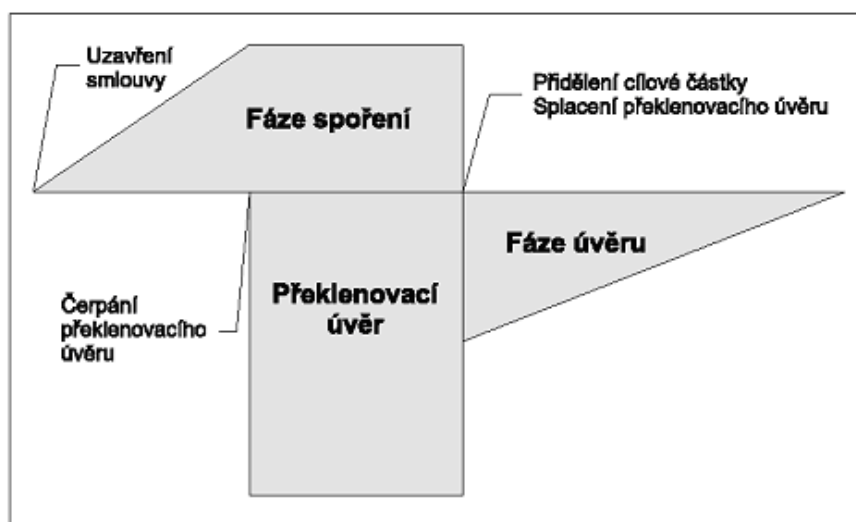 Uzavření
smlouvy
Fáze spoření
Přidělení cílové částky
Splacení překlenovacího úvěru
Fáze úvěru
Překlenovací
úvěr
Čerpání
překlenovacího
úvěru